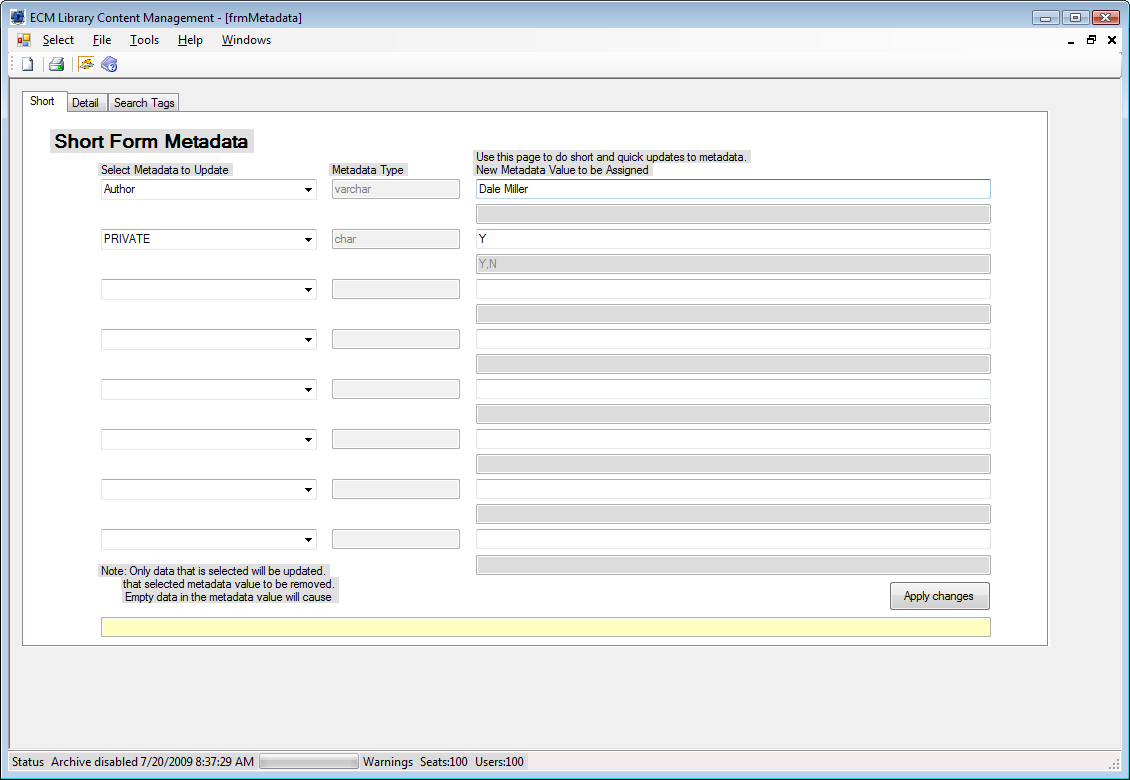 ECM Library Content Management - [frmMetadata]
Select File Tools Help Windows
Short Detail Search Tags
Short Form Metadata
Use this page to do short and quick updates to metadata.
Select Metadata to Update Metadata Type New Metadata Value to be Assigned
Author varchar Dale Miller
PRIVATE char Y
Y,N
Note: Only data that is selected will be updated.
that selected metadata value to be removed.
Empty data in the metadata value will cause
Apply changes
Status Archive disabled 7/20/2009 8:37:29 AM Warnings Seats:100 Users:100